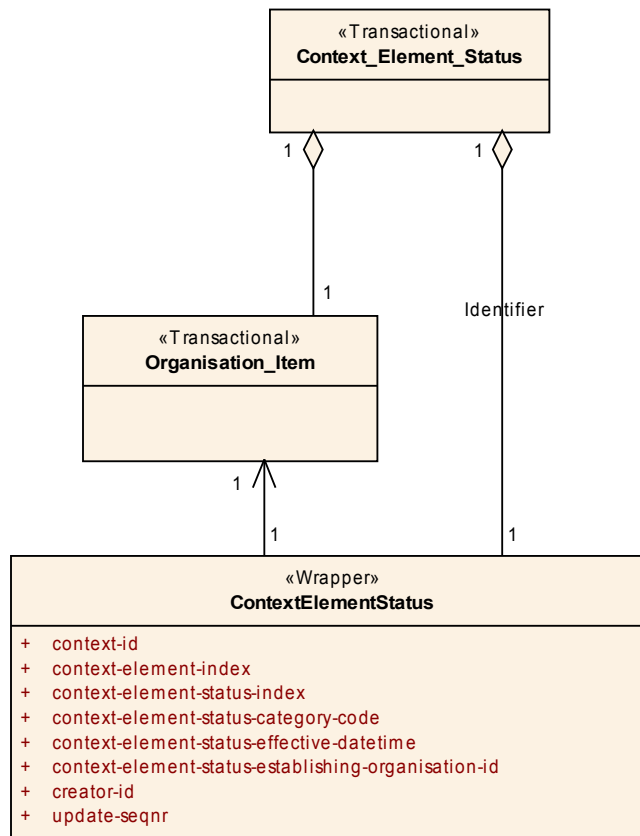 «Transactional»
Context_Element_Status
1
1
1
Identifier
«Transactional»
Organisation_Item
1
1
1
«Wrapper»
ContextElementStatus
+ context-id
+ context-element-index
+ context-element-status-index
+ context-element-status-category-code
+ context-element-status-effective-datetime
+ context-element-status-establishing-organisation-id
+ creator-id
+ update-seqnr